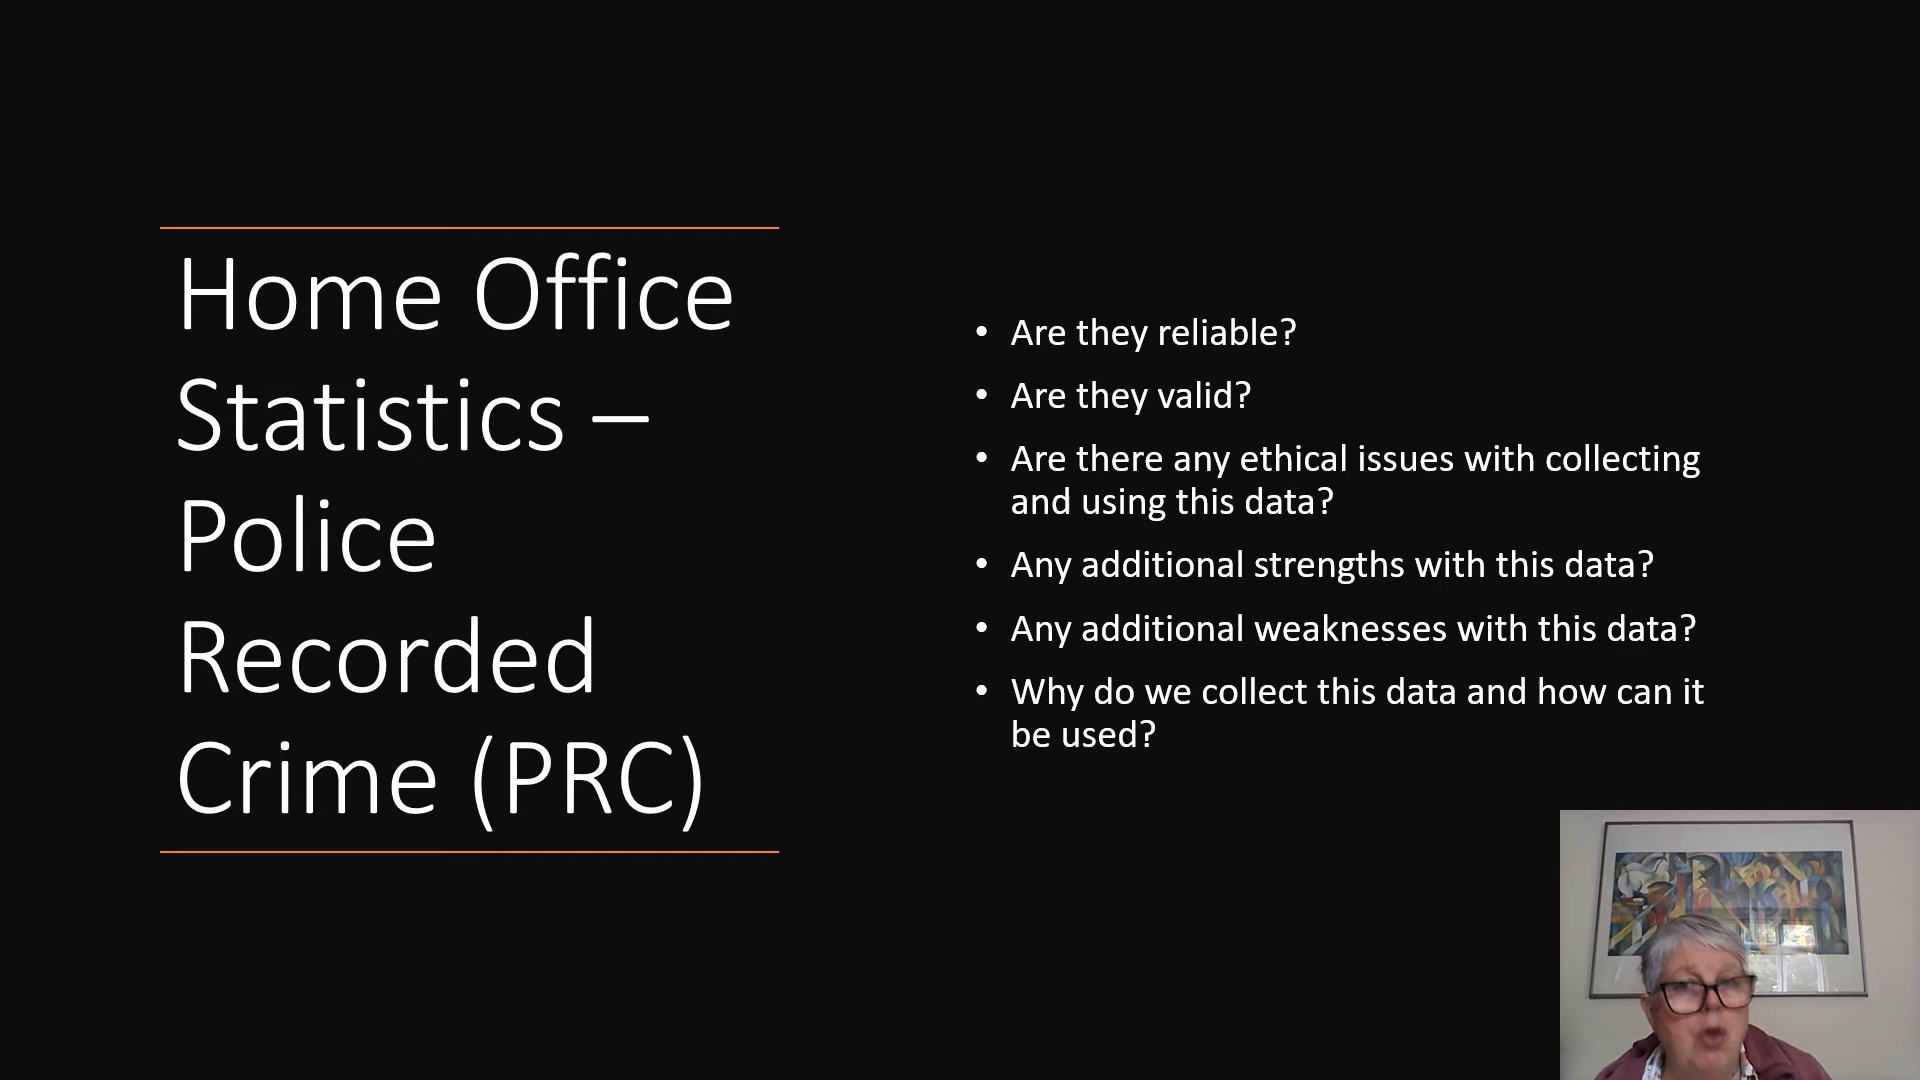 Home Office
Statistics –
Police
Recorded
Crime (PRC)
• Are they reliable?
• Are they valid?
• Are there any ethical issues with collecting
and using this data?
• Any additional strengths with this data?
• Any additional weaknesses with this data?
• Why do we collect this data and how can it
be used?